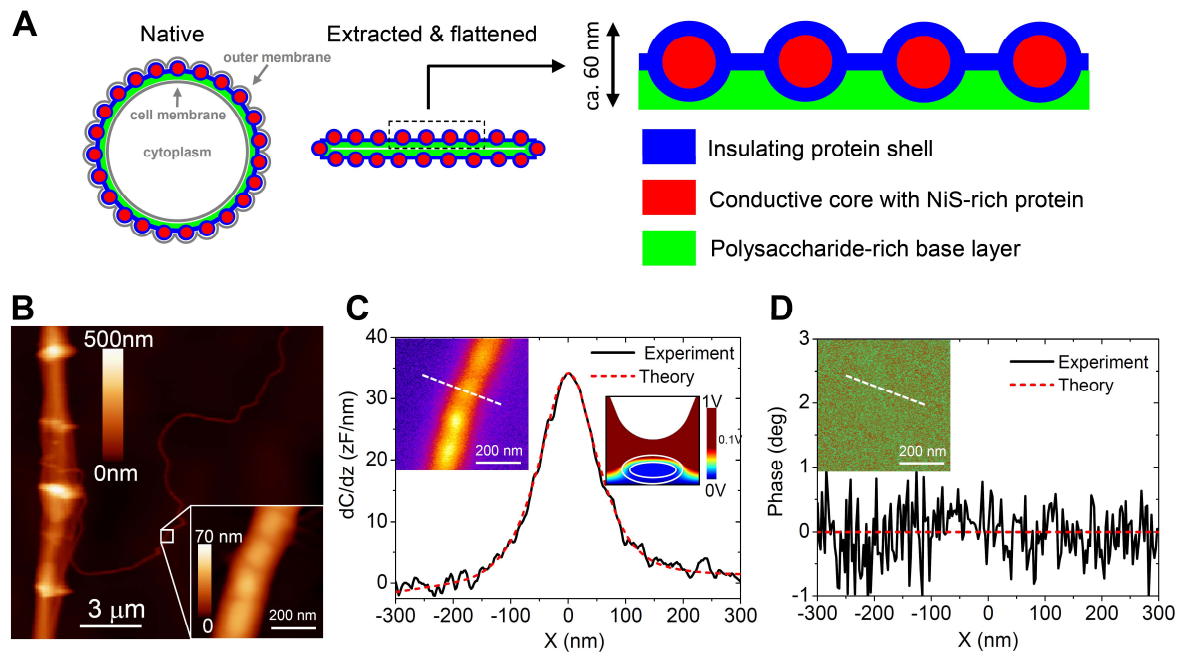 A
Native
outer membrane
cell membrane
cytoplasm
Extracted & flattened
ca. 60 nm
Insulating protein shell
Conductive core with NiS-rich protein
Polysaccharide-rich base layer
B
500nm
0nm
3 μm
70 nm
0
200 nm
C
dC/dz (zF/nm)
40
30
20
10
0
-300 -200 -100 0 100 200 300
X (nm)
Experiment
Theory
200 nm
1V
0.1V
0V
D
Phase (deg)
3
2
1
0
-1
-300 -200 -100 0 100 200 300
X (nm)
Experiment
Theory
200 nm